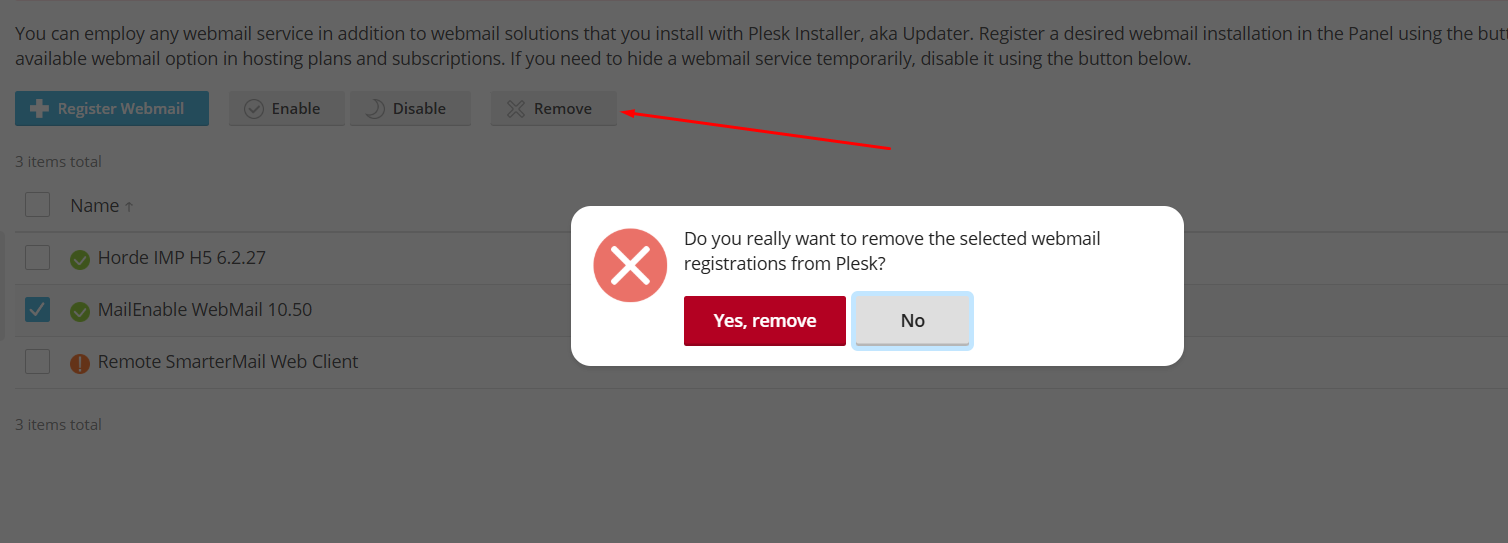 You can employ any webmail service in addition to webmail solutions that you install with Plesk Installer, aka Updater. Register a desired webmail installation in the Panel using the
available webmail option in hosting plans and subscriptions. If you need to hide a webmail service temporarily, disable it using the button below.
Register Webmail Enable Disable Remove
3 items total
Name ↑
Horde IMP H5 6.2.27
MailEnable WebMail 10.50
Remote SmarterMail Web Client
3 items total
Do you really want to remove the selected webmail
registrations from Plesk?
Yes, remove No